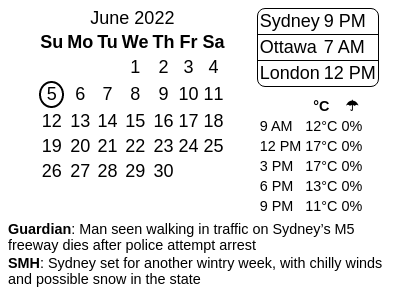 June 2022
Su Mo Tu We Th Fr Sa
1 2 3 4
5 6 7 8 9 10 11
12 13 14 15 16 17 18
19 20 21 22 23 24 25
26 27 28 29 30
Sydney 9 PM
Ottawa 7 AM
London 12 PM
°C ☂
9 AM 12°C 0%
12 PM 17°C 0%
3 PM 17°C 0%
6 PM 13°C 0%
9 PM 11°C 0%
Guardian: Man seen walking in traffic on Sydney’s M5
freeway dies after police attempt arrest
SMH: Sydney set for another wintry week, with chilly winds
and possible snow in the state